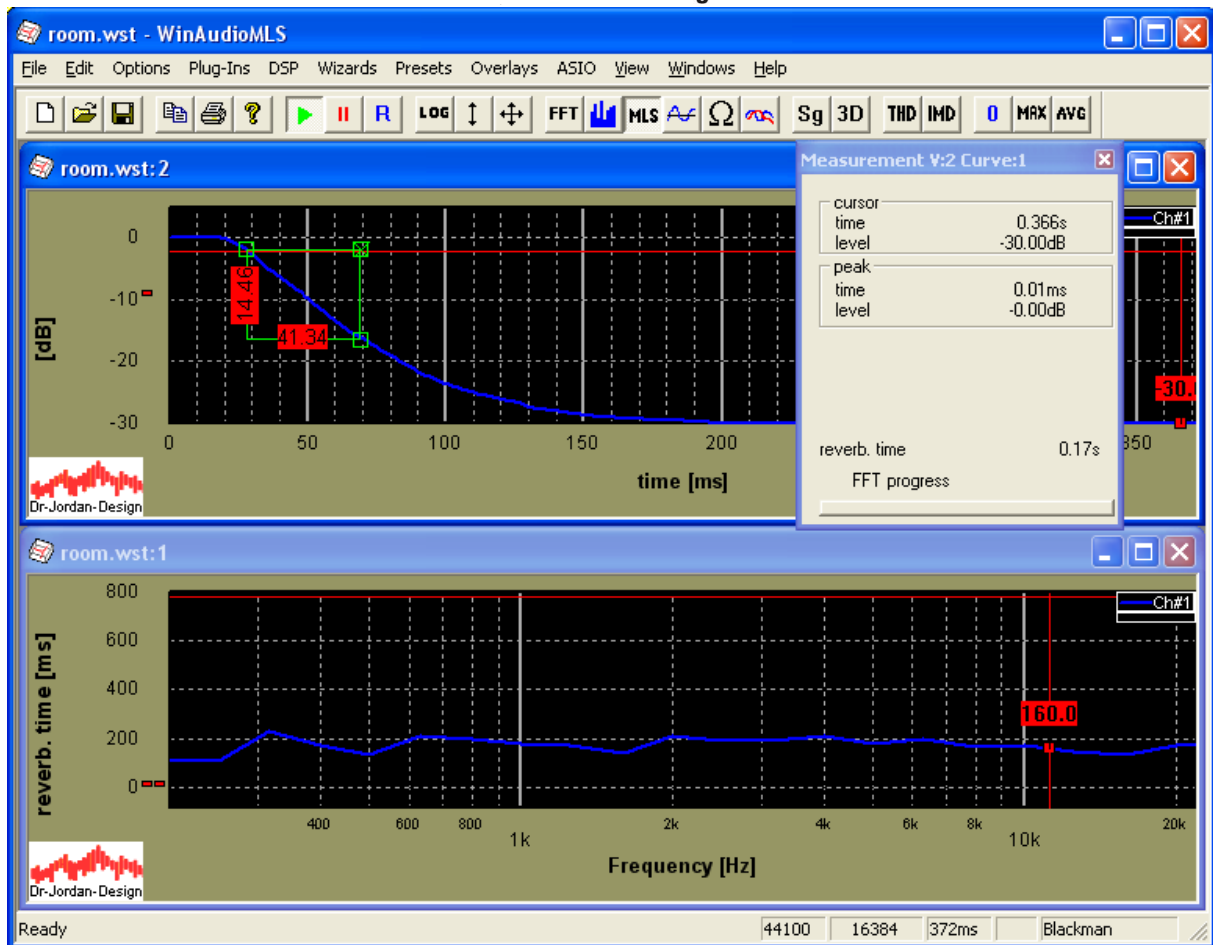 room.wst - WinAudioMLS
File Edit Options Plug-Ins DSP Wizards Presets Overlays ASIO View Windows Help
R LOG FFT MLS Ω Sg 3D THD IMD 0 MAX AVG
room.wst:2
Measurement V:2 Curve:1
cursor
time 0.366s
level -30.00dB
peak
time 0.01ms
level -0.00dB
reverb. time 0.17s
FFT progress
Ch#1
0
-10
-20
-30
[dB]
14.46
41.34
-30.
0 50 100 150 200 350
time [ms]
Dr-Jordan-Design
room.wst:1
Ch#1
800
600
400
200
0
reverb. time [ms]
160.0
400 600 800 1k 2k 4k 6k 8k 10k 20k
Frequency [Hz]
Dr-Jordan-Design
Ready 44100 16384 372ms Blackman